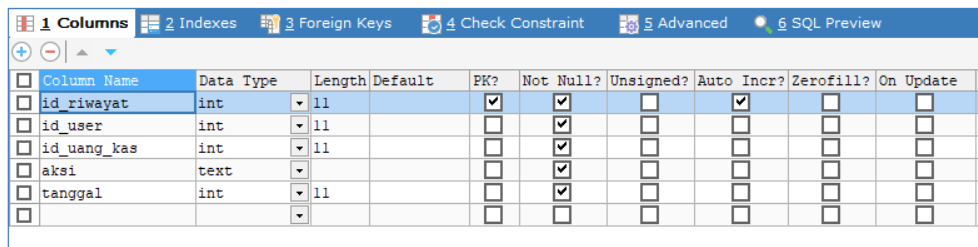 1 Columns 2 Indexes 3 Foreign Keys 4 Check Constraint 5 Advanced 6 SQL Preview
Column Name Data Type Length Default PK? Not Null? Unsigned? Auto Incr? Zerofill? On Update
id_riwayat int 11
id_user int 11
id_uang_kas int 11
aksi text
tanggal int 11